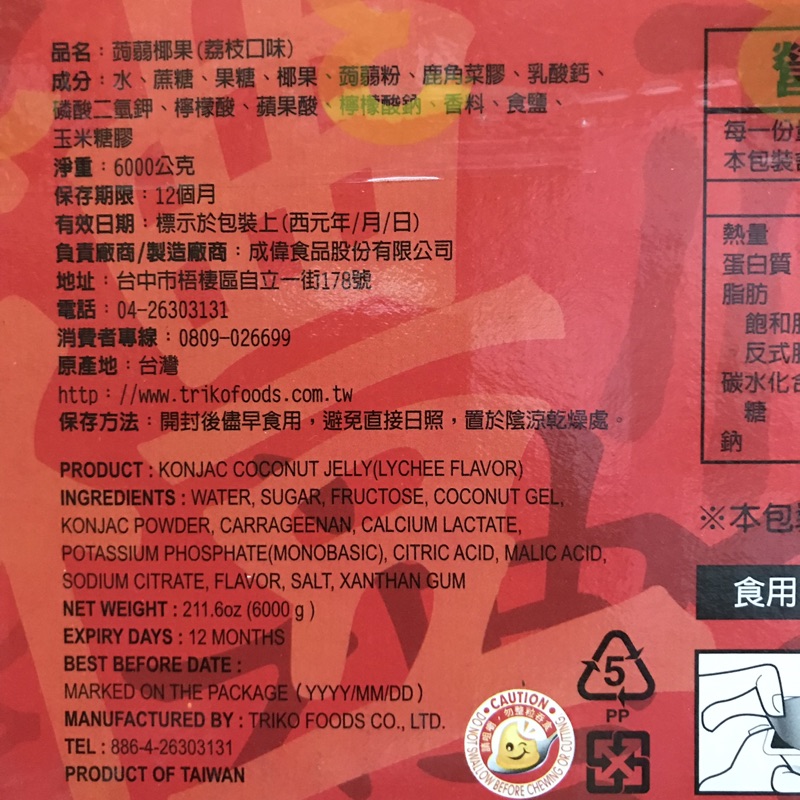 品名：蒟蒻椰果(荔枝口味)
成分：水、蔗糖、果糖、椰果、蒟蒻粉、鹿角菜膠、乳酸鈣、
磷酸二氫鉀、檸檬酸、蘋果酸、檸檬酸鈉、香料、食鹽、
玉米糖膠
淨重：6000公克
保存期限：12個月
有效日期：標示於包裝上(西元年/月/日)
負責廠商/製造廠商：成偉食品股份有限公司
地址：台中市梧棲區自立一街178號
電話：04-26303131
消費者專線：0809-026699
原產地：台灣
http://www.trikofoods.com.tw
保存方法：開封後儘早食用，避免直接日照，置於陰涼乾燥處。
PRODUCT : KONJAC COCONUT JELLY(LYCHEE FLAVOR)
INGREDIENTS : WATER, SUGAR, FRUCTOSE, COCONUT GEL,
KONJAC POWDER, CARRAGEENAN, CALCIUM LACTATE,
POTASSIUM PHOSPHATE(MONOBASIC), CITRIC ACID, MALIC ACID,
SODIUM CITRATE, FLAVOR, SALT, XANTHAN GUM
NET WEIGHT : 211.6oz (6000 g )
EXPIRY DAYS : 12 MONTHS
BEST BEFORE DATE :
MARKED ON THE PACKAGE (YYYY/MM/DD)
MANUFACTURED BY : TRIKO FOODS CO., LTD.
TEL : 886-4-26303131
PRODUCT OF TAIWAN
CAUTION
DO NOT SWALLOW BEFORE CHEWING OR CUTTING
5
PP
營
每一份
本包裝
熱量
蛋白質
脂肪
飽和
反式
碳水化合
糖
鈉
※本包
食用